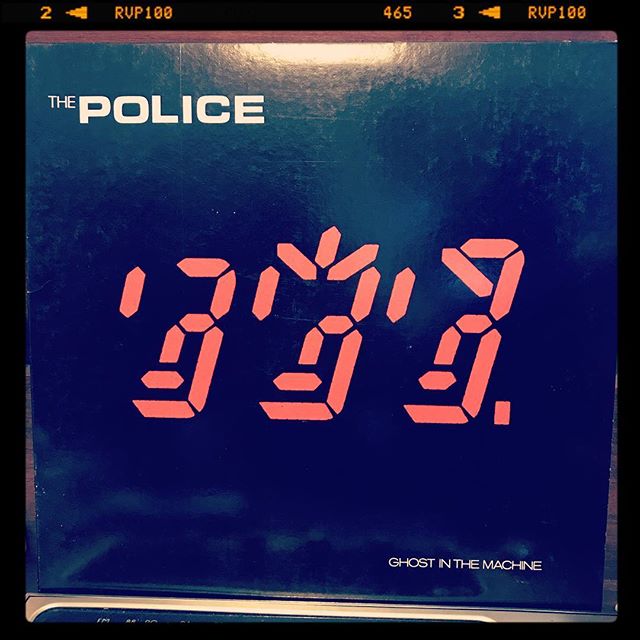 2 ◀ RVP100 465 3 ◀ RVP100
THE POLICE
GHOST IN THE MACHINE